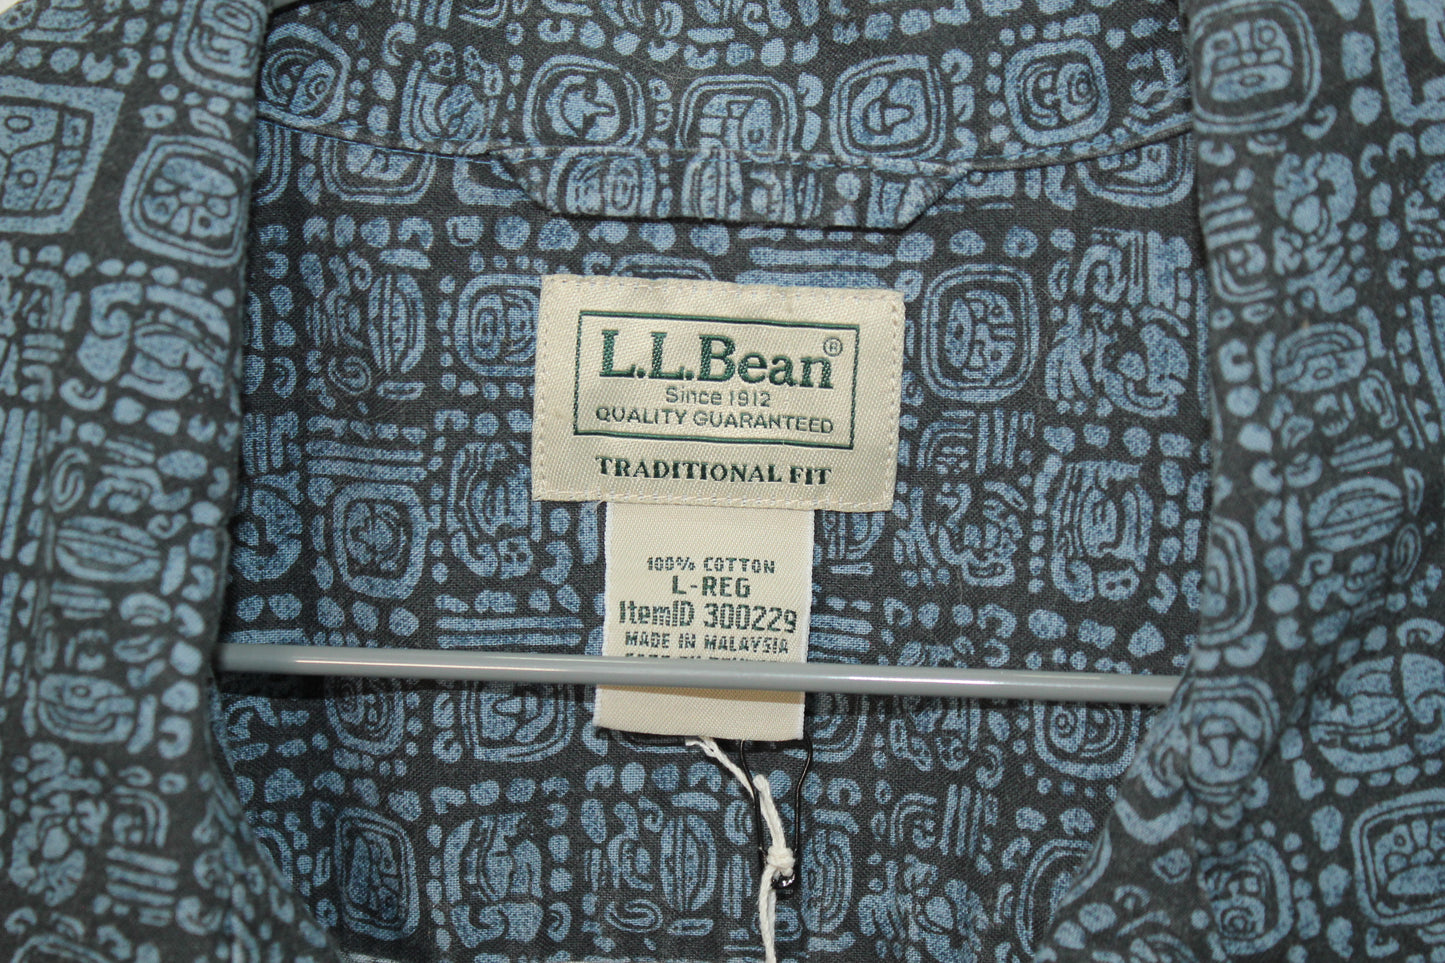 L.L.Bean®
Since 1912
QUALITY GUARANTEED
TRADITIONAL FIT
100% COTTON
L-REG
ItemID 300229
MADE IN MALAYSIA